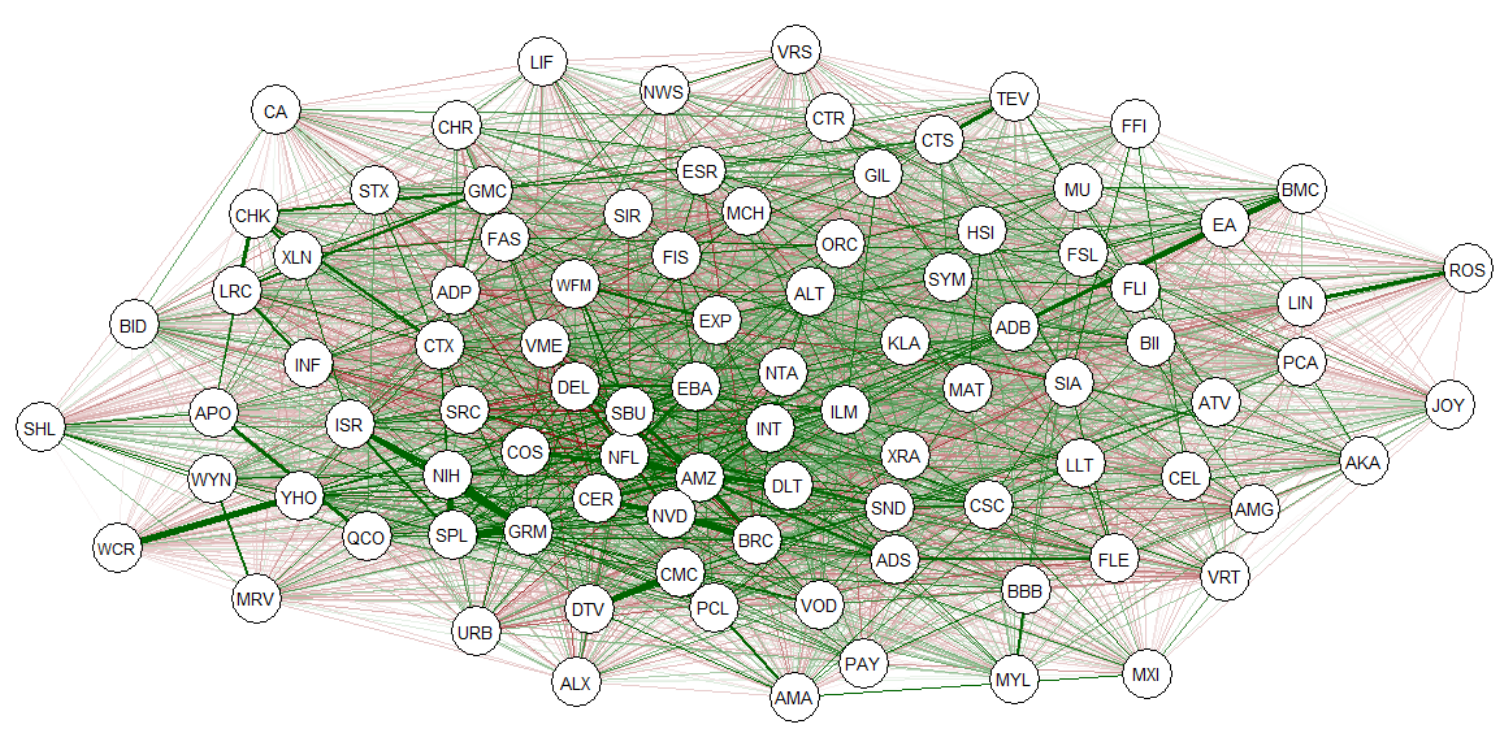 VRS
LIF
NWS
TEV
CA
CHR
CTR
CTS
FFI
ESR
GIL
STX
GMC
MU
BMC
CHK
SIR
MCH
EA
FAS
HSI
ORC
FSL
XLN
FIS
ROS
LRC
ADP
WFM
ALT
SYM
FLI
LIN
BID
EXP
ADB
CTX
VME
KLA
BII
INF
NTA
PCA
DEL
EBA
SIA
MAT
SHL
APO
ISR
SRC
SBU
ILM
ATV
JOY
INT
COS
NFL
XRA
LLT
AKA
WYN
NIH
AMZ
CEL
YHO
CER
DLT
NVD
SND
CSC
AMG
WCR
QCO
SPL
GRM
BRC
ADS
FLE
CMC
VRT
MRV
DTV
PCL
VOD
BBB
URB
PAY
ALX
AMA
MYL
MXI